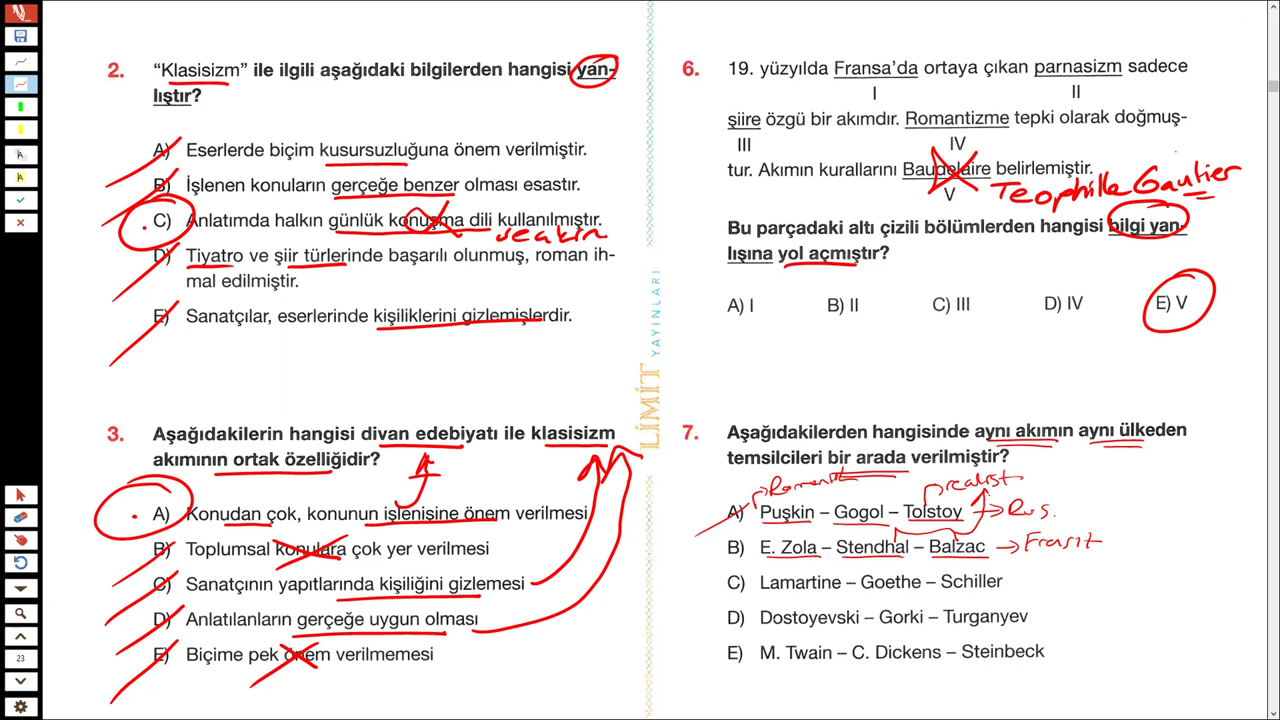 2. “Klasisizm” ile ilgili aşağıdaki bilgilerden hangisi yan-
lıştır?
A) Eserlerde biçim kusursuzluğuna önem verilmiştir.
B) İşlenen konuların gerçeğe benzer olması esastır.
C) Anlatımda halkın günlük konuşma dili kullanılmıştır.
D) Tiyatro ve şiir türlerinde başarılı olunmuş, roman ih-
mal edilmiştir.
E) Sanatçılar, eserlerinde kişiliklerini gizlemişlerdir.
3. Aşağıdakilerin hangisi divan edebiyatı ile klasisizm
akımının ortak özelliğidir?
A) Konudan çok, konunun işlenişine önem verilmesi
B) Toplumsal konulara çok yer verilmesi
C) Sanatçının yapıtlarında kişiliğini gizlemesi
D) Anlatılanların gerçeğe uygun olması
E) Biçime pek önem verilmemesi
LİMİT YAYINLARI
6. 19. yüzyılda Fransa’da ortaya çıkan parnasizm sadece
I II
şiire özgü bir akımdır. Romantizme tepki olarak doğmuş-
III IV
tur. Akımın kurallarını Baudelaire belirlemiştir.
V Teophille Gautier
Bu parçadaki altı çizili bölümlerden hangisi bilgi yan-
lışına yol açmıştır?
A) I B) II C) III D) IV E) V
7. Aşağıdakilerden hangisinde aynı akımın aynı ülkeden
temsilcileri bir arada verilmiştir?
Romantik realist
A) Puşkin – Gogol – Tolstoy Rus.
B) E. Zola – Stendhal – Balzac
C) Lamartine – Goethe – Schiller
D) Dostoyevski – Gorki – Turganyev
E) M. Twain – C. Dickens – Steinbeck
23